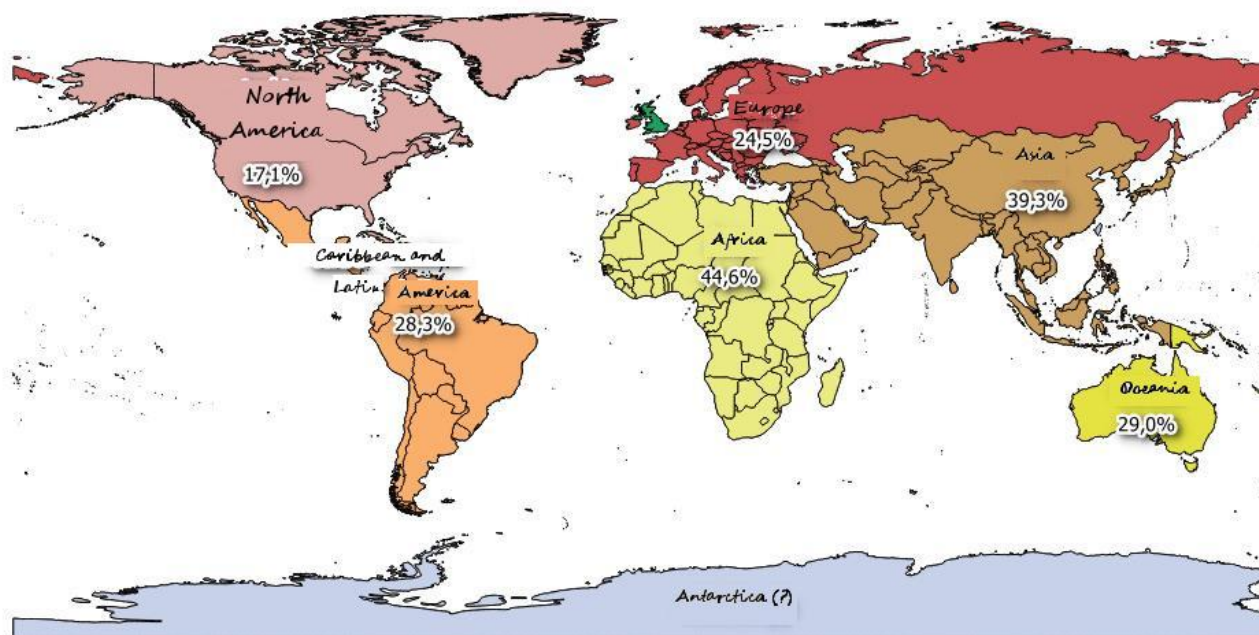 North
America
17,1%
Europe
24,5%
Asia
39,3%
Africa
44,6%
Caribbean and
Latin America
28,3%
Oceania
29,0%
Antarctica (?)